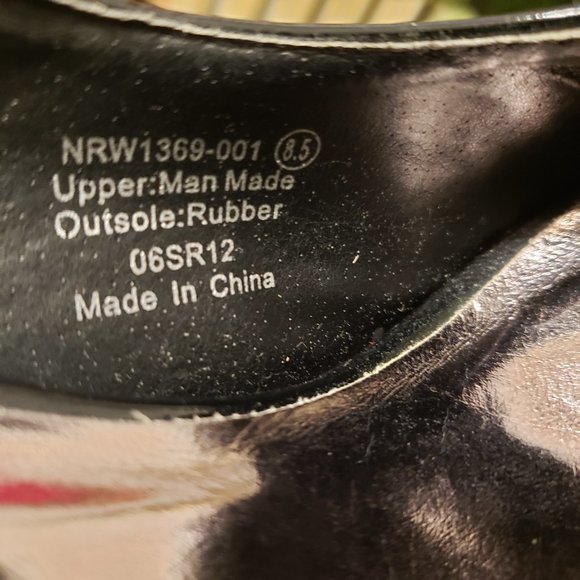 NRW1369-001 8.5
Upper:Man Made
Outsole:Rubber
06SR12
Made In China